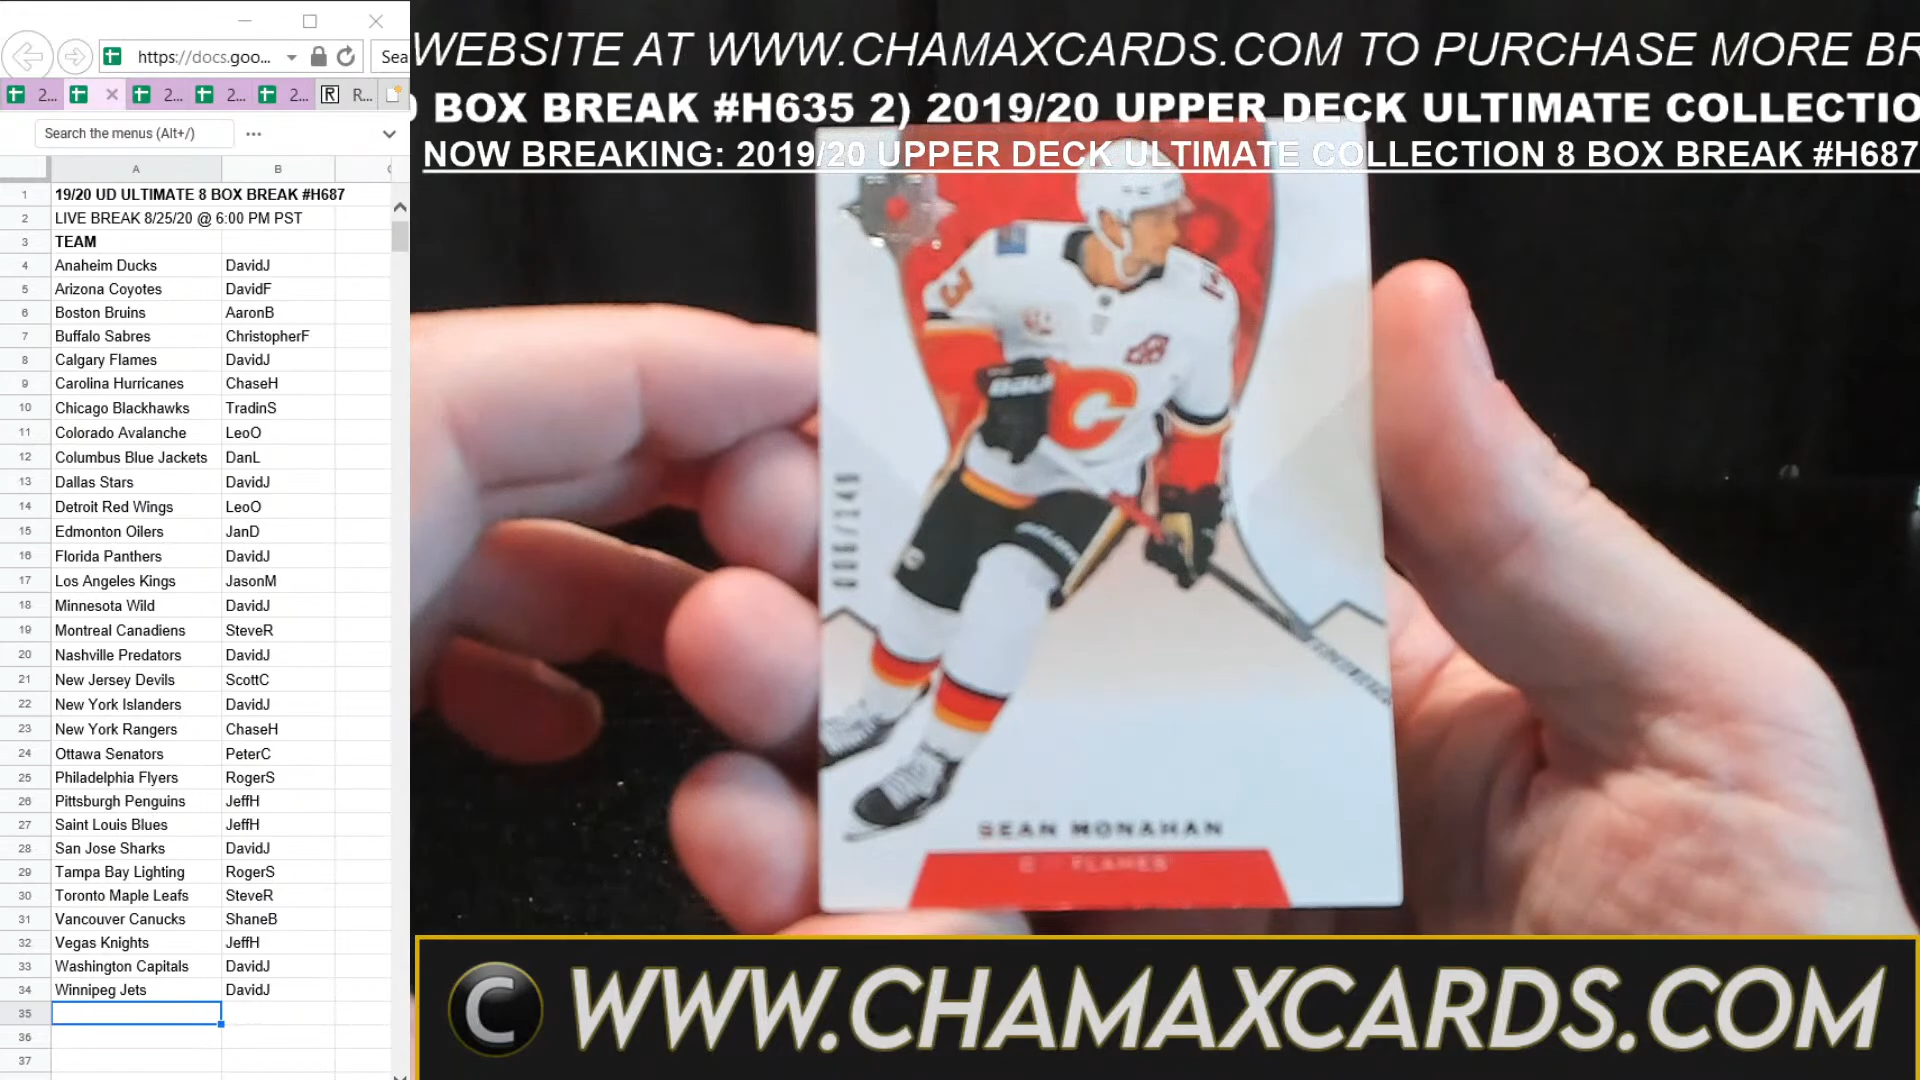 https://docs.goo...
Sea
2...
2...
2...
2...
R
R...
Search the menus (Alt+/)
...
A B
1 19/20 UD ULTIMATE 8 BOX BREAK #H687
2 LIVE BREAK 8/25/20 @ 6:00 PM PST
3 TEAM
4 Anaheim Ducks DavidJ
5 Arizona Coyotes DavidF
6 Boston Bruins AaronB
7 Buffalo Sabres ChristopherF
8 Calgary Flames DavidJ
9 Carolina Hurricanes ChaseH
10 Chicago Blackhawks TradinS
11 Colorado Avalanche LeoO
12 Columbus Blue Jackets DanL
13 Dallas Stars DavidJ
14 Detroit Red Wings LeoO
15 Edmonton Oilers JanD
16 Florida Panthers DavidJ
17 Los Angeles Kings JasonM
18 Minnesota Wild DavidJ
19 Montreal Canadiens SteveR
20 Nashville Predators DavidJ
21 New Jersey Devils ScottC
22 New York Islanders DavidJ
23 New York Rangers ChaseH
24 Ottawa Senators PeterC
25 Philadelphia Flyers RogerS
26 Pittsburgh Penguins JeffH
27 Saint Louis Blues JeffH
28 San Jose Sharks DavidJ
29 Tampa Bay Lighting RogerS
30 Toronto Maple Leafs SteveR
31 Vancouver Canucks ShaneB
32 Vegas Knights JeffH
33 Washington Capitals DavidJ
34 Winnipeg Jets DavidJ
35
36
37
WEBSITE AT WWW.CHAMAXCARDS.COM TO PURCHASE MORE BR
BOX BREAK #H635 2) 2019/20 UPPER DECK ULTIMATE COLLECTIO
NOW BREAKING: 2019/20 UPPER DECK ULTIMATE COLLECTION 8 BOX BREAK #H687
13
C
BAUER
SEAN MONAHAN
C FLAMES
C WWW.CHAMAXCARDS.COM